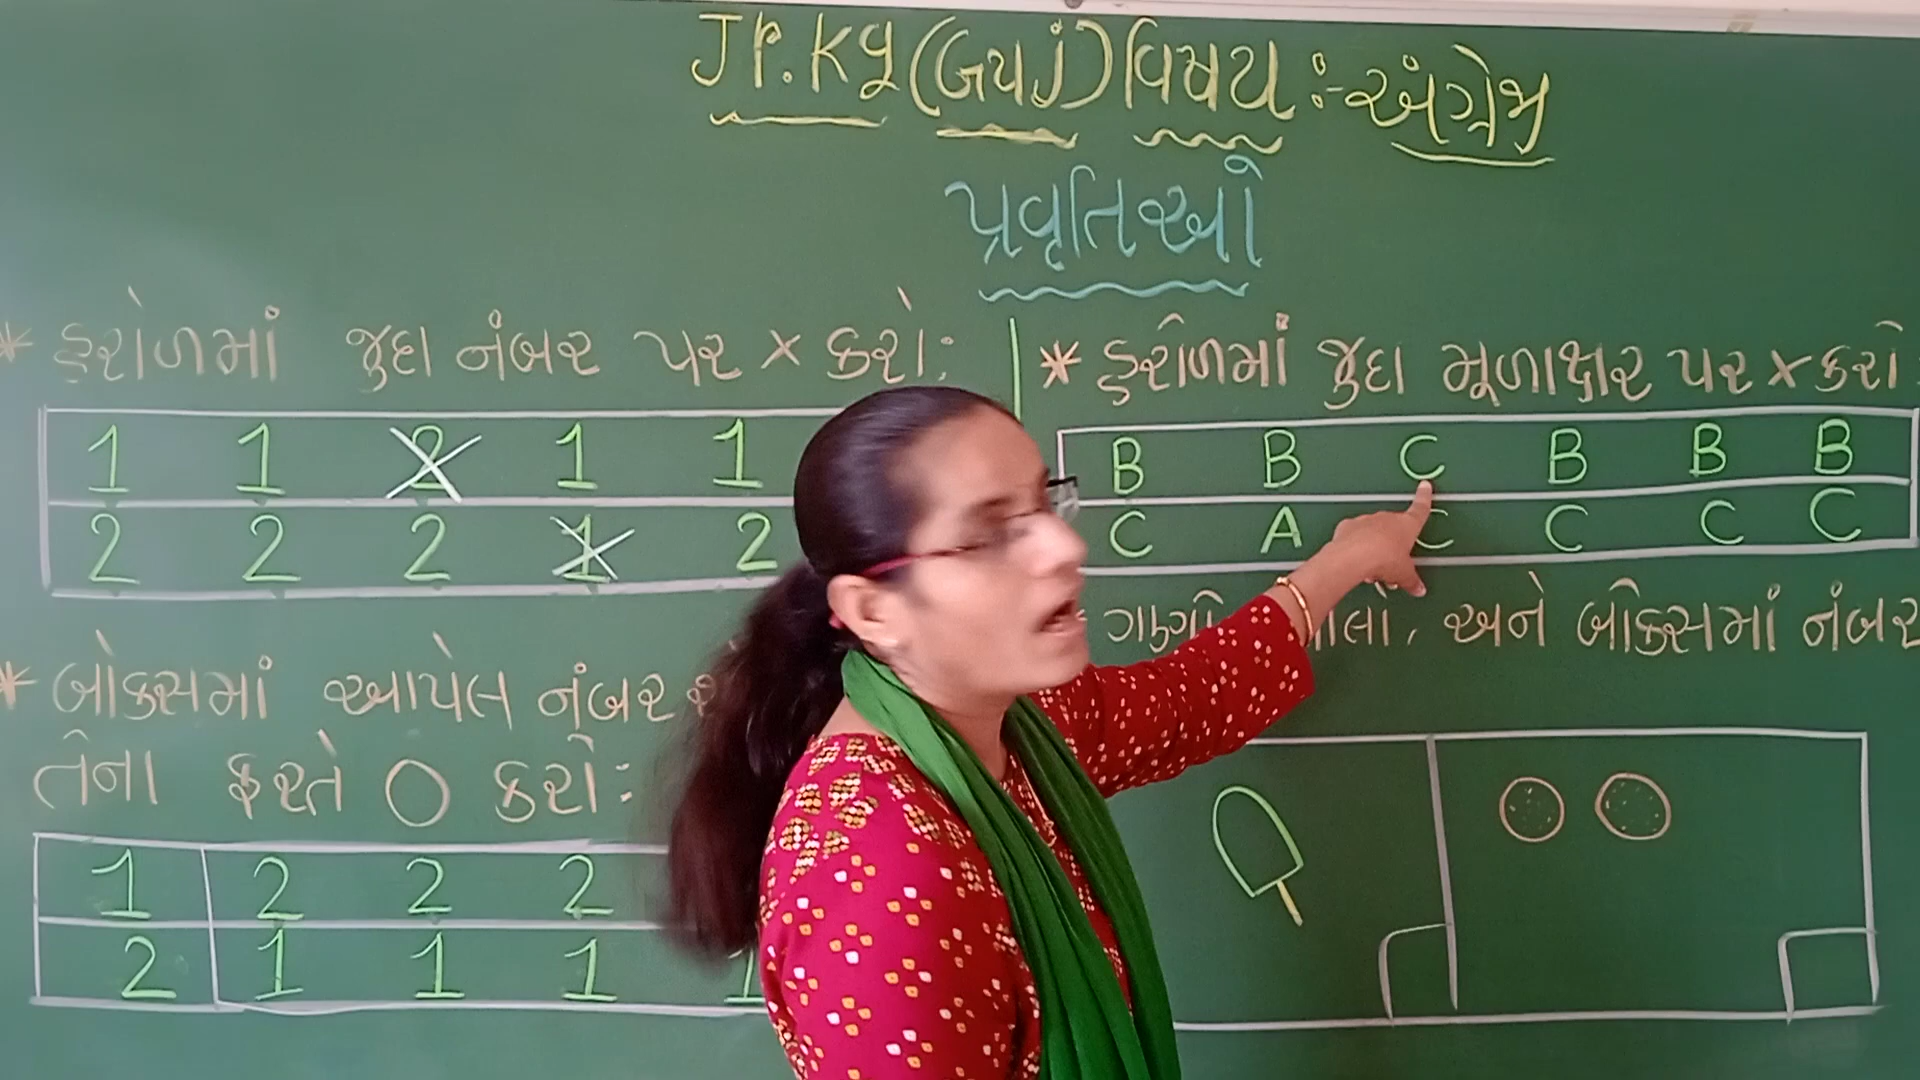 Jr. Kg (ગુજ) વિષય :- અંગ્રેજી
પ્રવૃતિઓ
* હરોળમાં જુદા નંબર પર × કરો:
1 1 2 1 1
2 2 2 1 2
* બોક્સમાં આપેલ નંબર
તેના ફરતે ○ કરો:
1 2 2 2
2 1 1 1 1
* હરોળમાં જુદા મૂળાક્ષર પર × કરો
B B C B B B
C A C C C C
અને બોક્સમાં નંબર